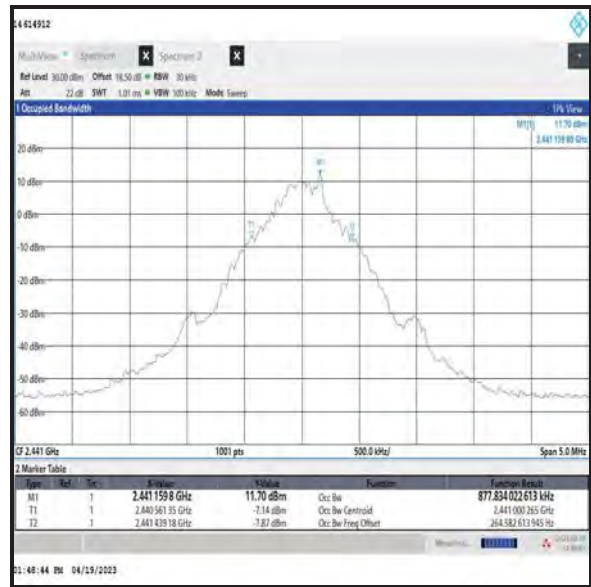 14 614912
MultiView Spectrum X Spectrum 2 X
Ref Level 30.00 dBm Offset 18.50 dB RBW 30 kHz
Att 22 dB SWT 1.01 ms VBW 100 kHz Mode Sweep
1 Occupied Bandwidth 1Pk View
M1[1] 11.70 dBm
2.441 159 80 GHz
20 dBm
M1
10 dBm
0 dBm
T1
-10 dBm
-20 dBm
-30 dBm
-40 dBm
-50 dBm
-60 dBm
CF 2.441 GHz 1001 pts 500.0 kHz/ Span 5.0 MHz
2 Marker Table
Type Ref Trc X-Value Y-Value Function Function Result
M1 1 2.441 159 8 GHz 11.70 dBm Occ Bw 877.834 022 613 kHz
T1 1 2.440 561 35 GHz -7.14 dBm Occ Bw Centroid 2.441 000 265 GHz
T2 1 2.441 439 18 GHz -7.87 dBm Occ Bw Freq Offset 264.582 613 945 Hz
01:48:44 PM 04/19/2023